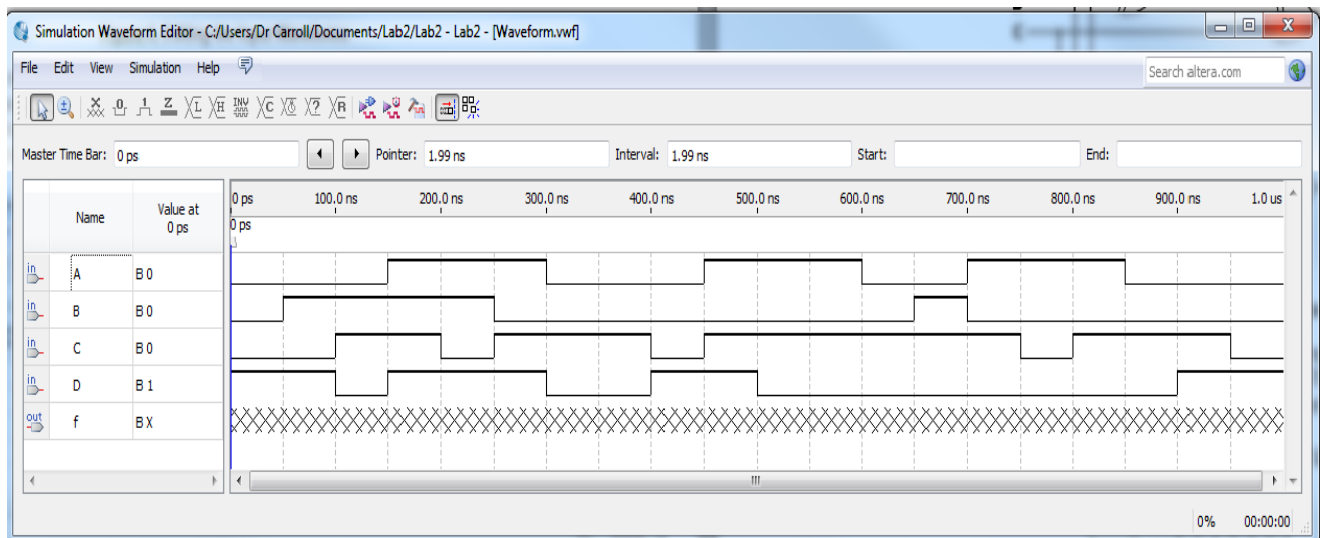 Simulation Waveform Editor - C:/Users/Dr Carroll/Documents/Lab2/Lab2 - Lab2 - [Waveform.vwf]
File Edit View Simulation Help Search altera.com
Master Time Bar: 0 ps Pointer: 1.99 ns Interval: 1.99 ns Start: End:
Name Value at 0 ps
0 ps 100.0 ns 200.0 ns 300.0 ns 400.0 ns 500.0 ns 600.0 ns 700.0 ns 800.0 ns 900.0 ns 1.0 us
0 ps
in A B 0
in B B 0
in C B 0
in D B 1
out f B X
0% 00:00:00